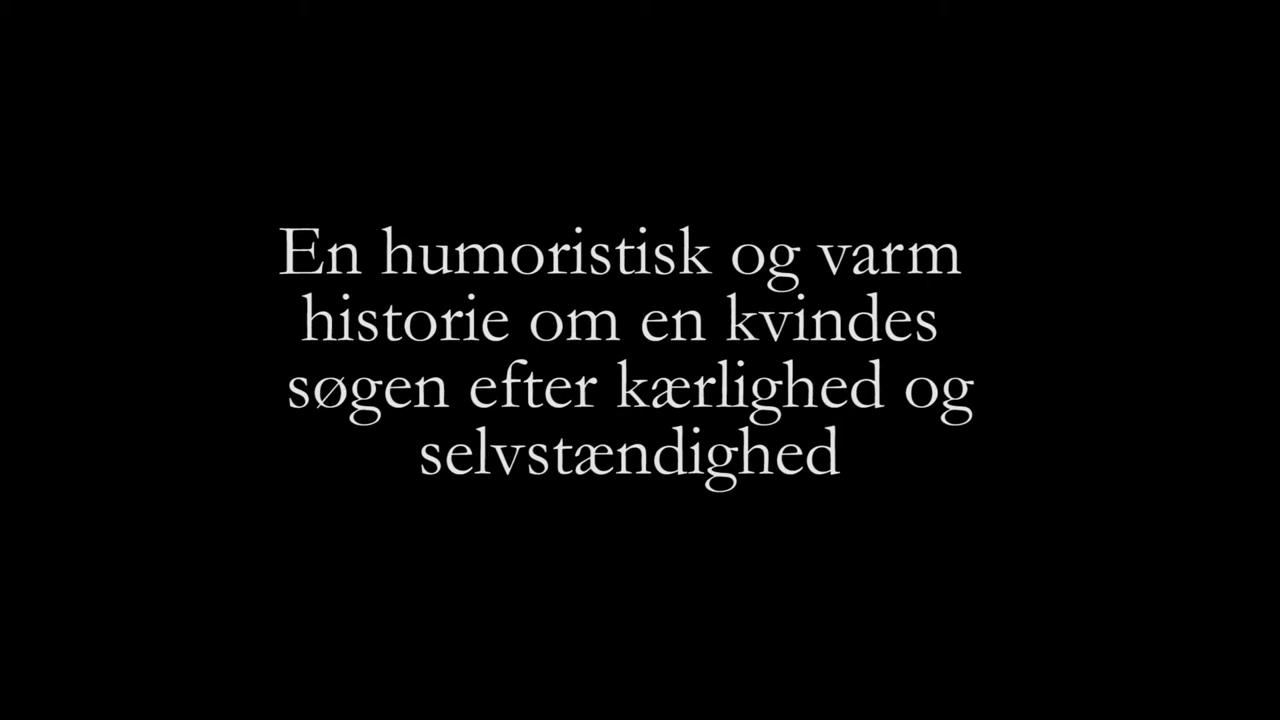 En humoristisk og varm
historie om en kvindes
søgen efter kærlighed og
selvstændighed